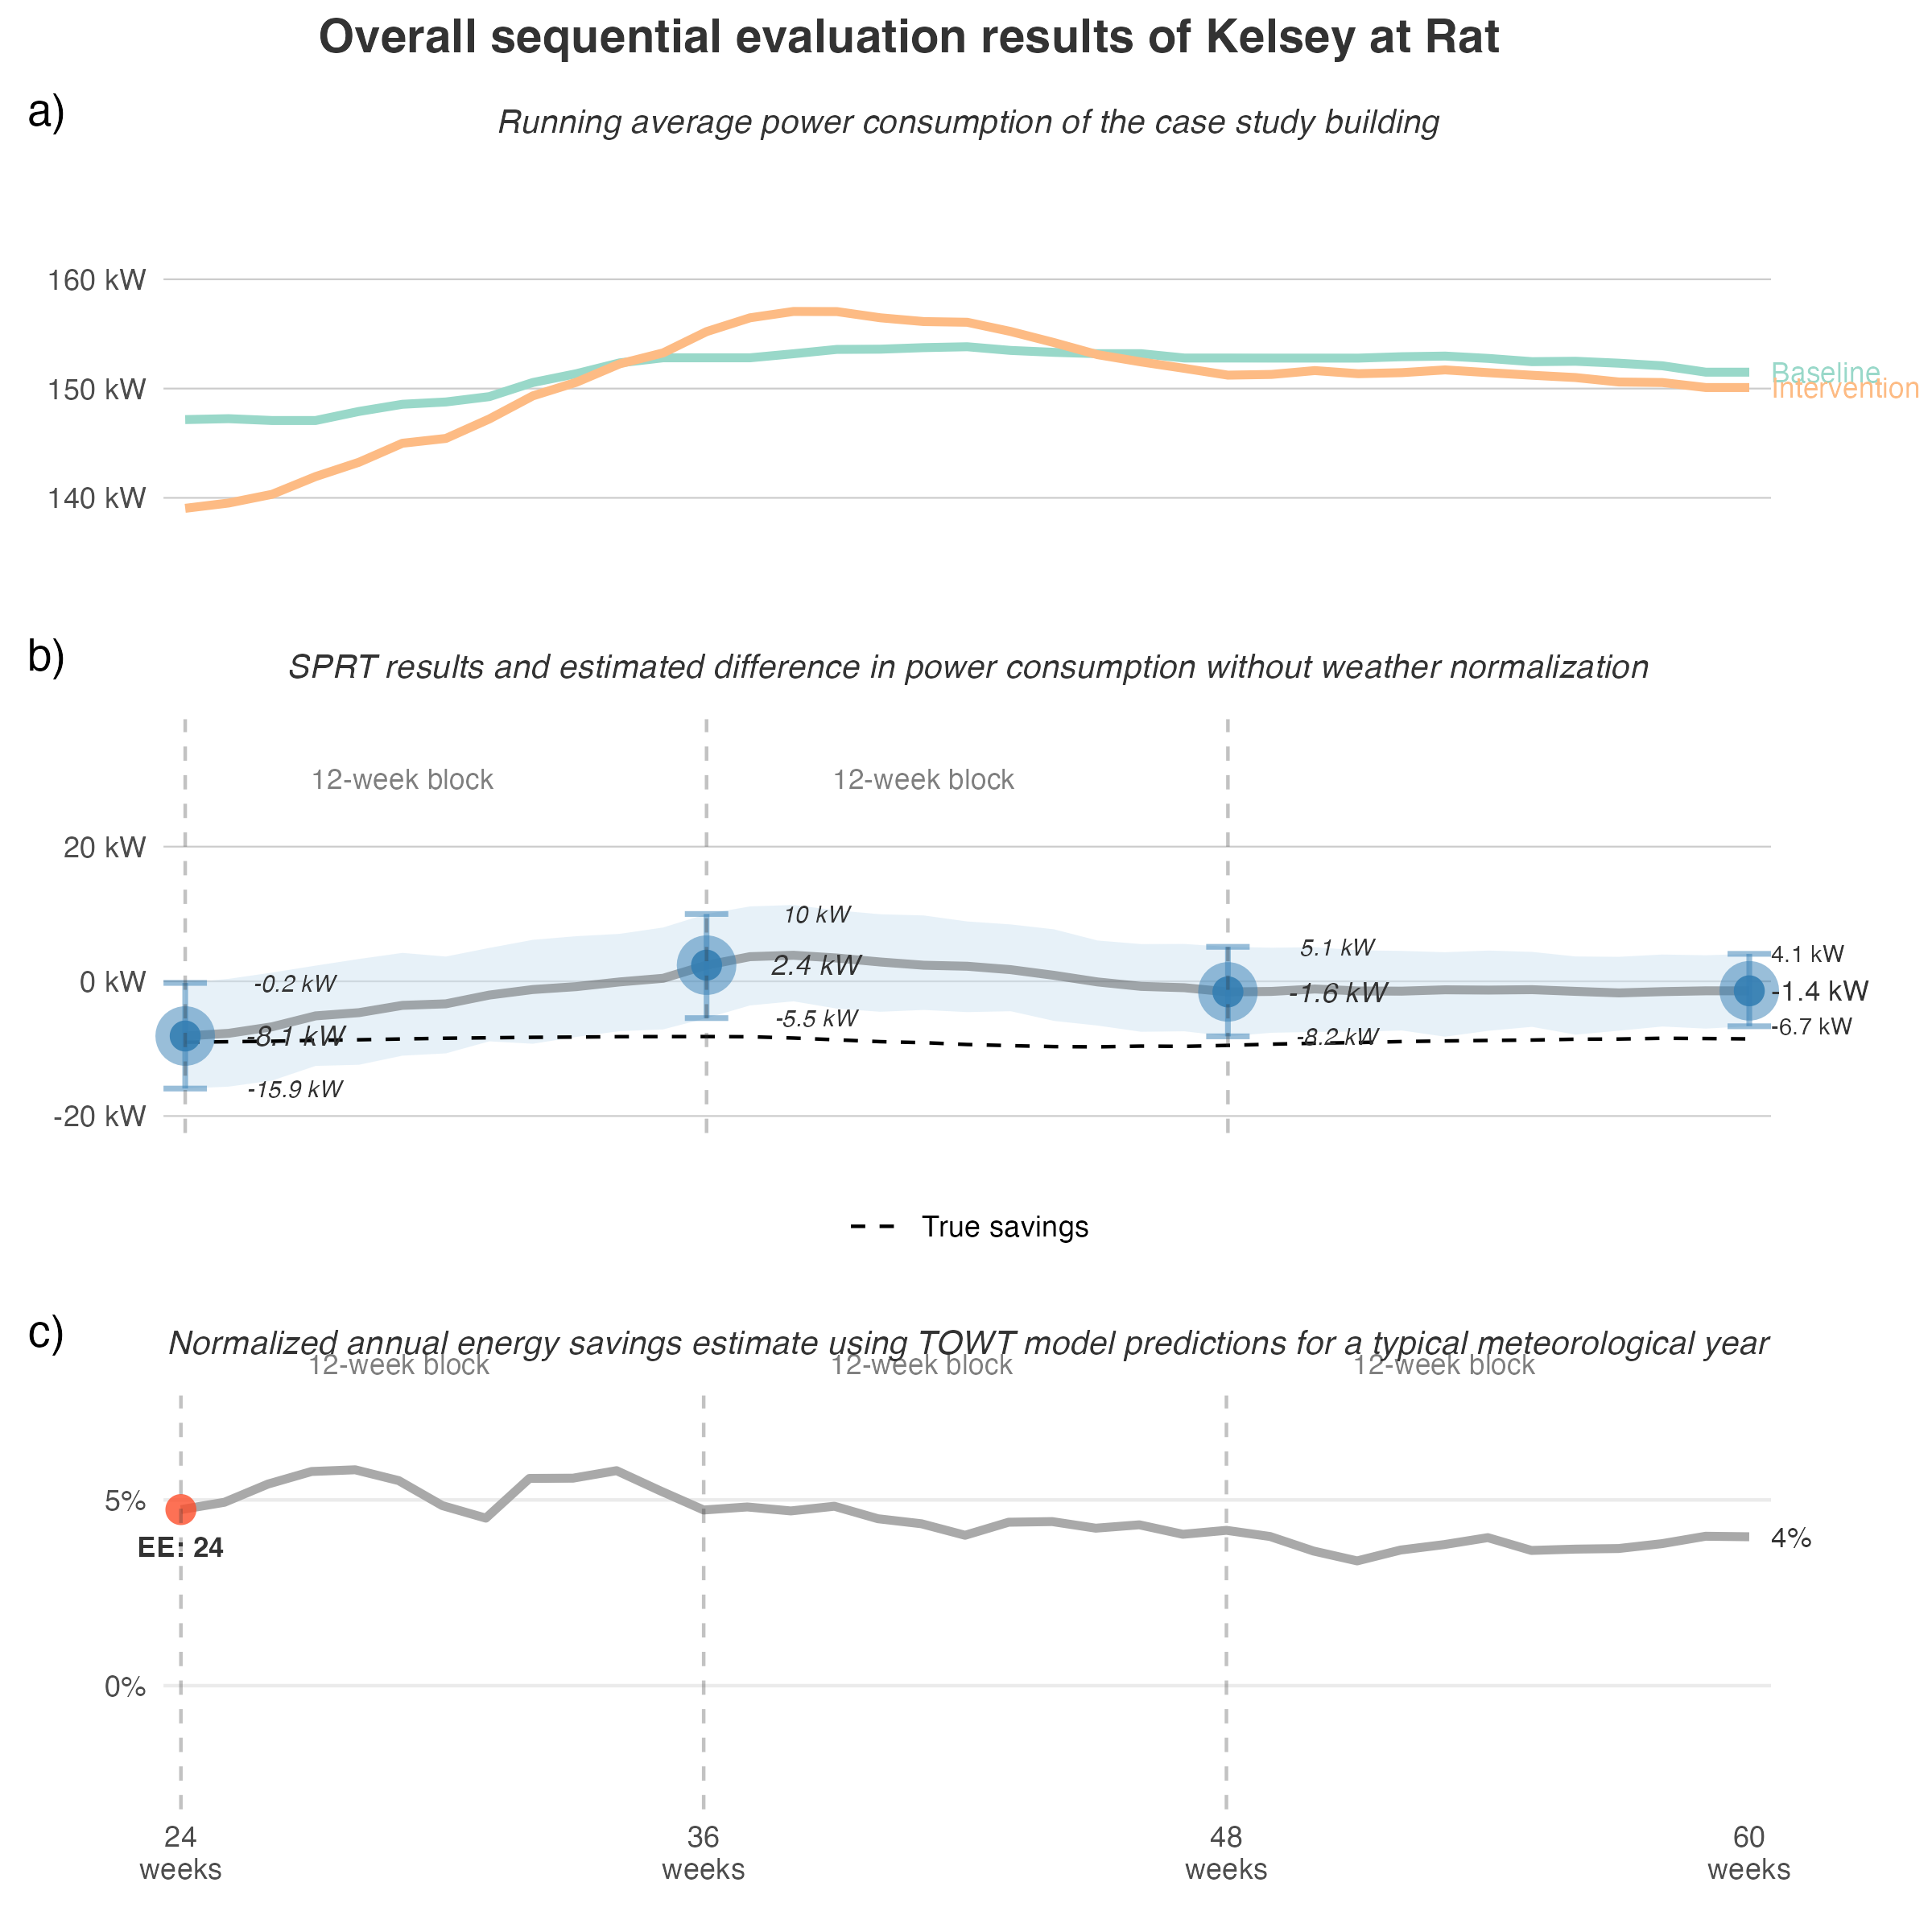 Overall sequential evaluation results of Kelsey at Rat
a)
Running average power consumption of the case study building
160 kW
150 kW
140 kW
Baseline
Intervention
b)
SPRT results and estimated difference in power consumption without weather normalization
12-week block
12-week block
20 kW
0 kW
-20 kW
-0.2 kW
-8.1 kW
-15.9 kW
10 kW
2.4 kW
-5.5 kW
5.1 kW
-1.6 kW
-8.2 kW
4.1 kW
-1.4 kW
-6.7 kW
True savings
c)
Normalized annual energy savings estimate using TOWT model predictions for a typical meteorological year
12-week block
12-week block
12-week block
5%
0%
EE: 24
4%
24
weeks
36
weeks
48
weeks
60
weeks